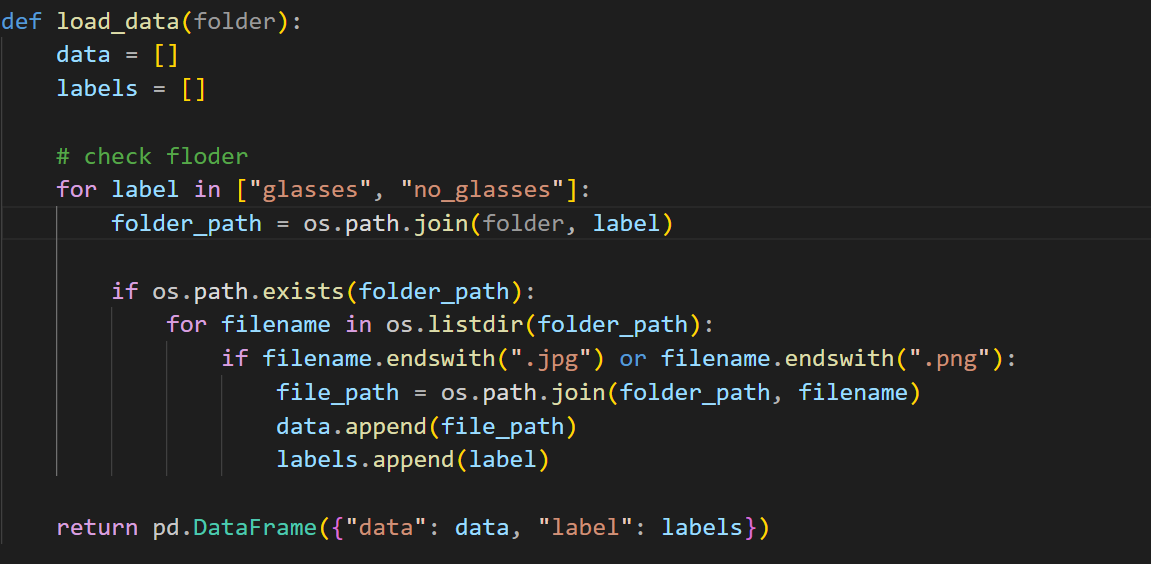 def load_data(folder):
    data = []
    labels = []

    # check floder
    for label in ["glasses", "no_glasses"]:
        folder_path = os.path.join(folder, label)

        if os.path.exists(folder_path):
            for filename in os.listdir(folder_path):
                if filename.endswith(".jpg") or filename.endswith(".png"):
                    file_path = os.path.join(folder_path, filename)
                    data.append(file_path)
                    labels.append(label)

    return pd.DataFrame({"data": data, "label": labels})